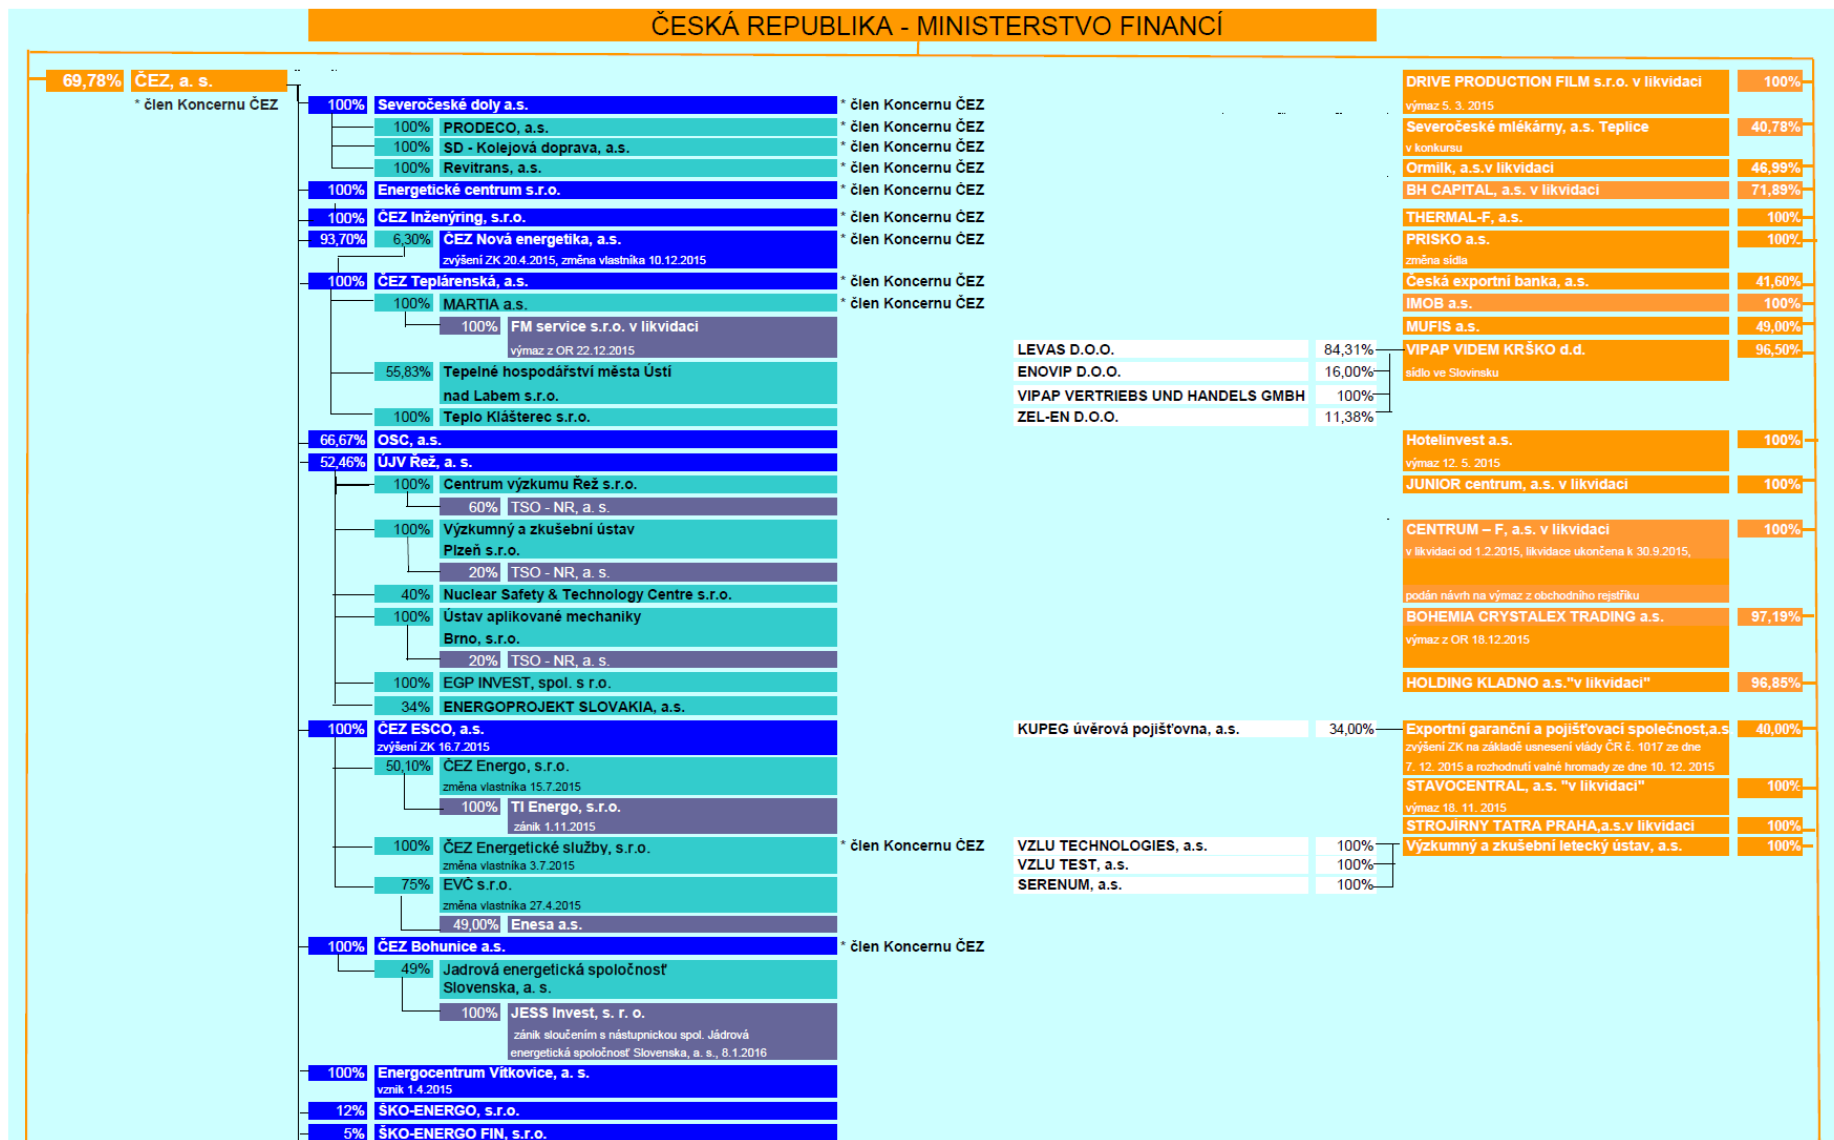 ČESKÁ REPUBLIKA - MINISTERSTVO FINANCÍ
69,78% ČEZ, a. s.
* člen Koncernu ČEZ
100% Severočeské doly a.s. * člen Koncernu ČEZ
100% PRODECO, a.s. * člen Koncernu ČEZ
100% SD - Kolejová doprava, a.s. * člen Koncernu ČEZ
100% Revitrans, a.s. * člen Koncernu ČEZ
100% Energetické centrum s.r.o. * člen Koncernu ČEZ
100% ČEZ Inženýring, s.r.o. * člen Koncernu ČEZ
93,70% 6,30% ČEZ Nová energetika, a.s. * člen Koncernu ČEZ
zvýšení ZK 20.4.2015, změna vlastníka 10.12.2015
100% ČEZ Teplárenská, a.s. * člen Koncernu ČEZ
100% MARTIA a.s. * člen Koncernu ČEZ
100% FM service s.r.o. v likvidaci
výmaz z OR 22.12.2015
55,83% Tepelné hospodářství města Ústí
nad Labem s.r.o.
100% Teplo Klášterec s.r.o.
66,67% OSC, a.s.
52,46% ÚJV Řež, a. s.
100% Centrum výzkumu Řež s.r.o.
60% TSO - NR, a. s.
100% Výzkumný a zkušební ústav
Plzeň s.r.o.
20% TSO - NR, a. s.
40% Nuclear Safety & Technology Centre s.r.o.
100% Ústav aplikované mechaniky
Brno, s.r.o.
20% TSO - NR, a. s.
100% EGP INVEST, spol. s r.o.
34% ENERGOPROJEKT SLOVAKIA, a.s.
100% ČEZ ESCO, a.s.
zvýšení ZK 16.7.2015
50,10% ČEZ Energo, s.r.o.
změna vlastníka 15.7.2015
100% TI Energo, s.r.o.
zánik 1.11.2015
100% ČEZ Energetické služby, s.r.o. * člen Koncernu ČEZ
změna vlastníka 3.7.2015
75% EVČ s.r.o.
změna vlastníka 27.4.2015
49,00% Enesa a.s.
100% ČEZ Bohunice a.s. * člen Koncernu ČEZ
49% Jadrová energetická spoločnosť
Slovenska, a. s.
100% JESS Invest, s. r. o.
zánik sloučením s nástupnickou spol. Jádrová
energetická spoločnosť Slovenska, a. s., 8.1.2016
100% Energocentrum Vítkovice, a. s.
vznik 1.4.2015
12% ŠKO-ENERGO, s.r.o.
5% ŠKO-ENERGO FIN, s.r.o.
LEVAS D.O.O. 84,31%
ENOVIP D.O.O. 16,00%
VIPAP VERTRIEBS UND HANDELS GMBH 100%
ZEL-EN D.O.O. 11,38%
KUPEG úvěrová pojišťovna, a.s. 34,00%
VZLU TECHNOLOGIES, a.s. 100%
VZLU TEST, a.s. 100%
SERENUM, a.s. 100%
DRIVE PRODUCTION FILM s.r.o. v likvidaci 100%
výmaz 5. 3. 2015
Severočeské mlékárny, a.s. Teplice 40,78%
v konkursu
Ormilk, a.s.v likvidaci 46,99%
BH CAPITAL, a.s. v likvidaci 71,89%
THERMAL-F, a.s. 100%
PRISKO a.s. 100%
změna sídla
Česká exportní banka, a.s. 41,60%
IMOB a.s. 100%
MUFIS a.s. 49,00%
VIPAP VIDEM KRŠKO d.d. 96,50%
sídlo ve Slovinsku
Hotelinvest a.s. 100%
výmaz 12. 5. 2015
JUNIOR centrum, a.s. v likvidaci 100%
CENTRUM – F, a.s. v likvidaci 100%
v likvidaci od 1.2.2015, likvidace ukončena k 30.9.2015,
podán návrh na výmaz z obchodního rejstříku
BOHEMIA CRYSTALEX TRADING a.s. 97,19%
výmaz z OR 18.12.2015
HOLDING KLADNO a.s."v likvidaci" 96,85%
Exportní garanční a pojišťovací společnost,a.s 40,00%
zvýšení ZK na základě usnesení vlády ČR č. 1017 ze dne
7. 12. 2015 a rozhodnutí valné hromady ze dne 10. 12. 2015
STAVOCENTRAL, a.s. "v likvidaci" 100%
výmaz 18. 11. 2015
STROJÍRNY TATRA PRAHA,a.s.v likvidaci 100%
Výzkumný a zkušební letecký ústav, a.s. 100%